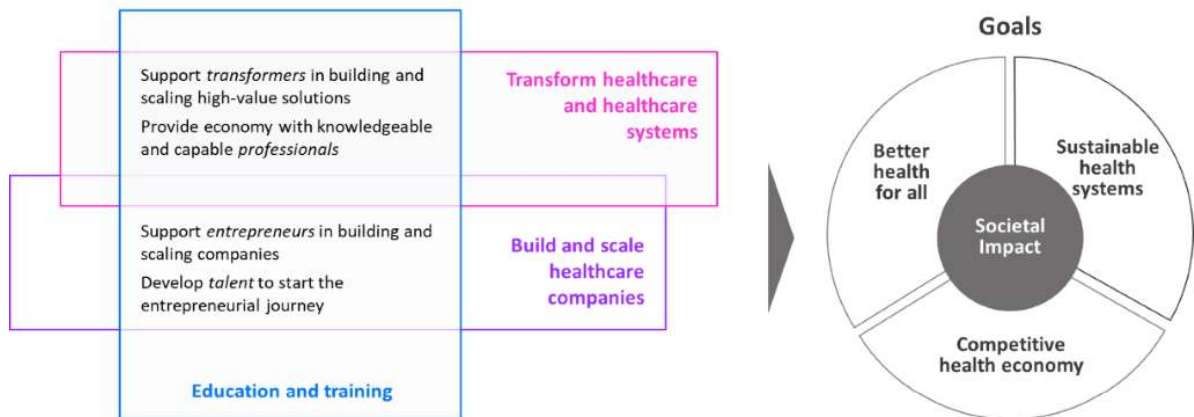 Support transformers in building and
scaling high-value solutions
Provide economy with knowledgeable
and capable professionals
Transform healthcare
and healthcare
systems
Support entrepreneurs in building and
scaling companies
Develop talent to start the
entrepreneurial journey
Build and scale
healthcare
companies
Education and training
Goals
Better
health
for all
Sustainable
health
systems
Societal
Impact
Competitive
health economy